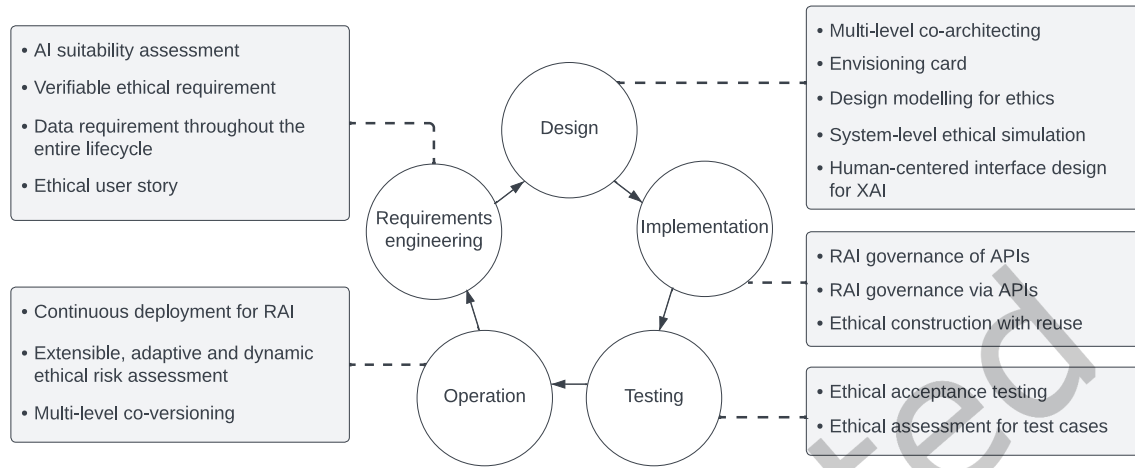 • AI suitability assessment
• Verifiable ethical requirement
• Data requirement throughout the
entire lifecycle
• Ethical user story
Design
• Multi-level co-architecting
• Envisioning card
• Design modelling for ethics
• System-level ethical simulation
• Human-centered interface design
for XAI
Requirements
engineering
Implementation
• RAI governance of APIs
• RAI governance via APIs
• Ethical construction with reuse
• Continuous deployment for RAI
• Extensible, adaptive and dynamic
ethical risk assessment
• Multi-level co-versioning
Operation
Testing
• Ethical acceptance testing
• Ethical assessment for test cases